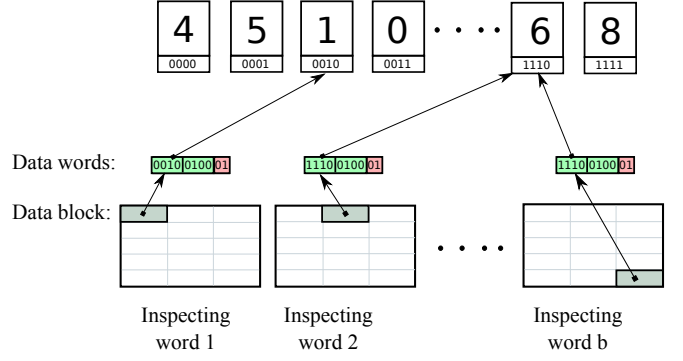 4 5 1 0 · · · · 6 8
0000 0001 0010 0011 1110 1111
Data words: 0010 0100 01 1110 0100 01 1110 0100 01
Data block: · · · ·
Inspecting word 1
Inspecting word 2
Inspecting word b